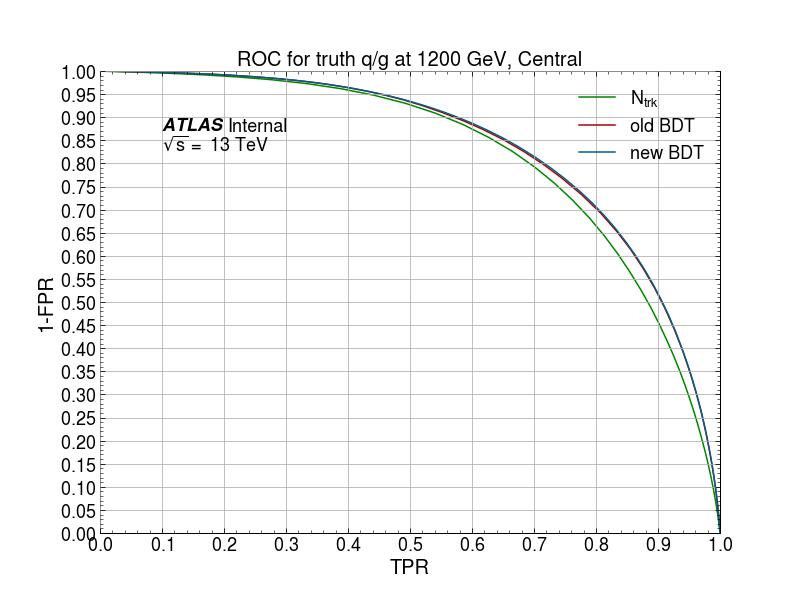 ROC for truth q/g at 1200 GeV, Central
1.00
0.95
0.90
0.85
0.80
0.75
0.70
0.65
0.60
0.55
0.50
0.45
0.40
0.35
0.30
0.25
0.20
0.15
0.10
0.05
0.00
1-FPR
ATLAS Internal
√s = 13 TeV
Ntrk
old BDT
new BDT
0.0 0.1 0.2 0.3 0.4 0.5 0.6 0.7 0.8 0.9 1.0
TPR